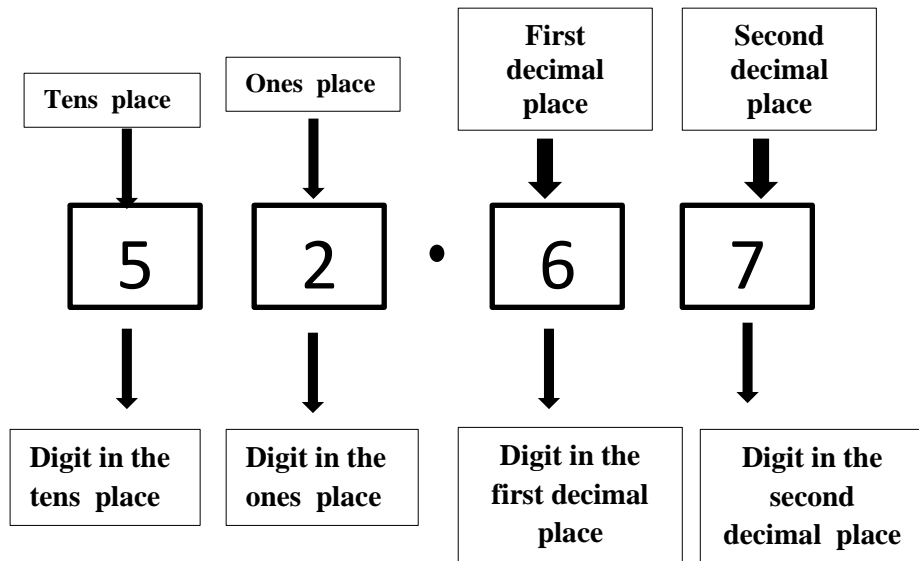 Tens place
Ones place
First
decimal
place
Second
decimal
place
5 2 . 6 7
Digit in the
tens place
Digit in the
ones place
Digit in the
first decimal
place
Digit in the
second
decimal place